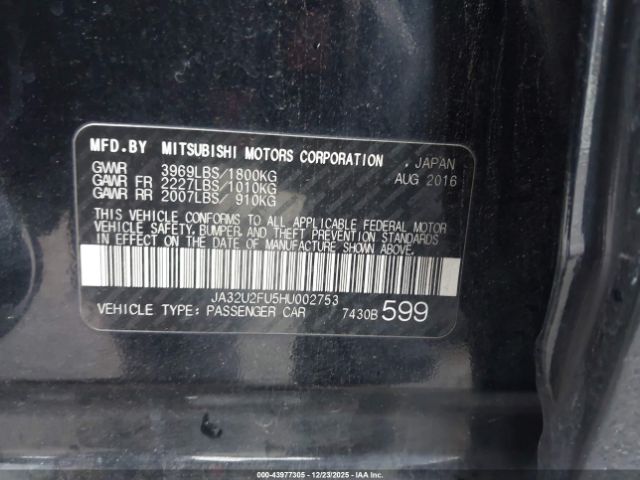 MFD.BY MITSUBISHI MOTORS CORPORATION , JAPAN
GVWR 3969LBS/1800KG AUG 2016
GAWR FR 2227LBS/1010KG
GAWR RR 2007LBS/ 910KG
THIS VEHICLE CONFORMS TO ALL APPLICABLE FEDERAL MOTOR
VEHICLE SAFETY, BUMPER, AND THEFT PREVENTION STANDARDS
IN EFFECT ON THE DATE OF MANUFACTURE SHOWN ABOVE.
JA32U2FU5HU002753
VEHICLE TYPE: PASSENGER CAR 7430B 599
000-43977305 - 12/23/2025 - IAA Inc.